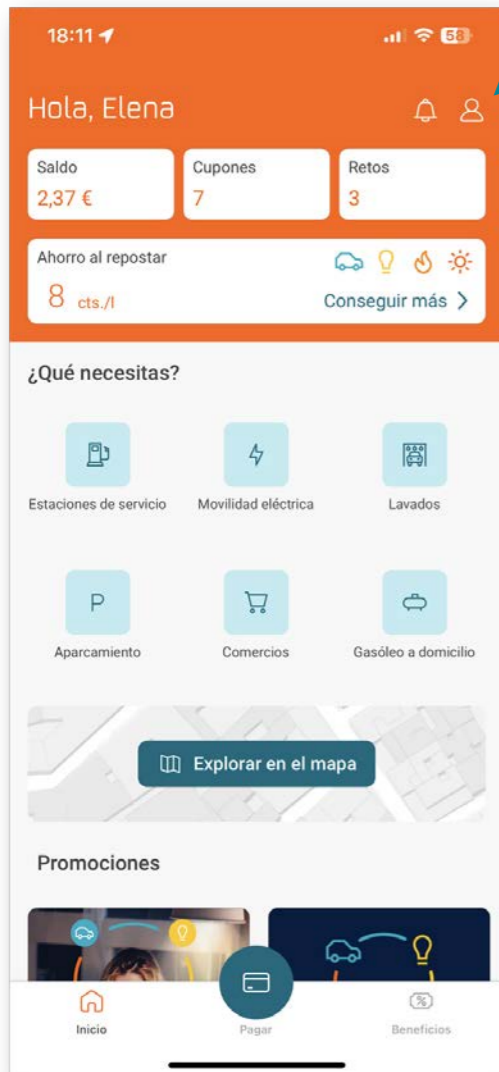 18:11
58
Hola, Elena
Saldo
2,37 €
Cupones
7
Retos
3
Ahorro al repostar
8 cts./l
Conseguir más
¿Qué necesitas?
Estaciones de servicio
Movilidad eléctrica
Lavados
P
Aparcamiento
Comercios
Gasóleo a domicilio
Explorar en el mapa
Promociones
Inicio
Pagar
Beneficios